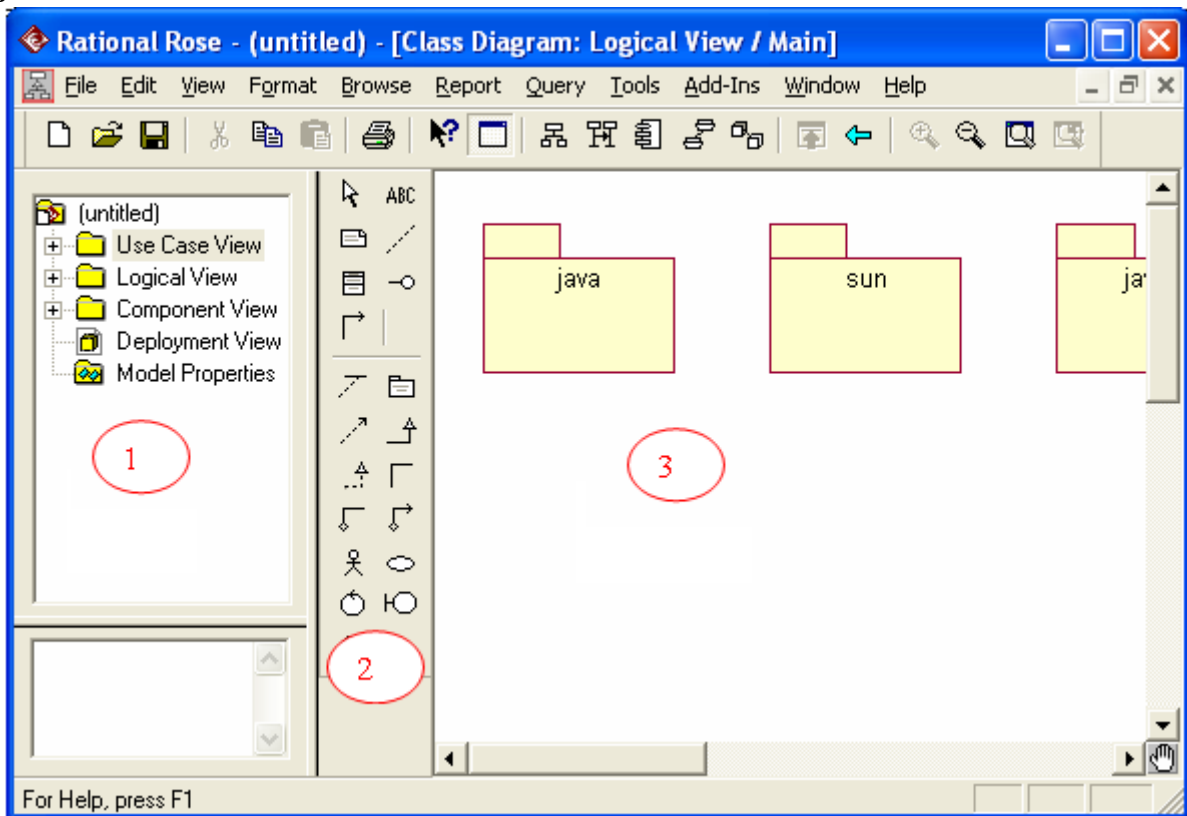 Rational Rose - (untitled) - [Class Diagram: Logical View / Main]
File Edit View Format Browse Report Query Tools Add-Ins Window Help
ABC
(untitled)
Use Case View
Logical View
Component View
Deployment View
Model Properties
1
2
java
sun
3
For Help, press F1